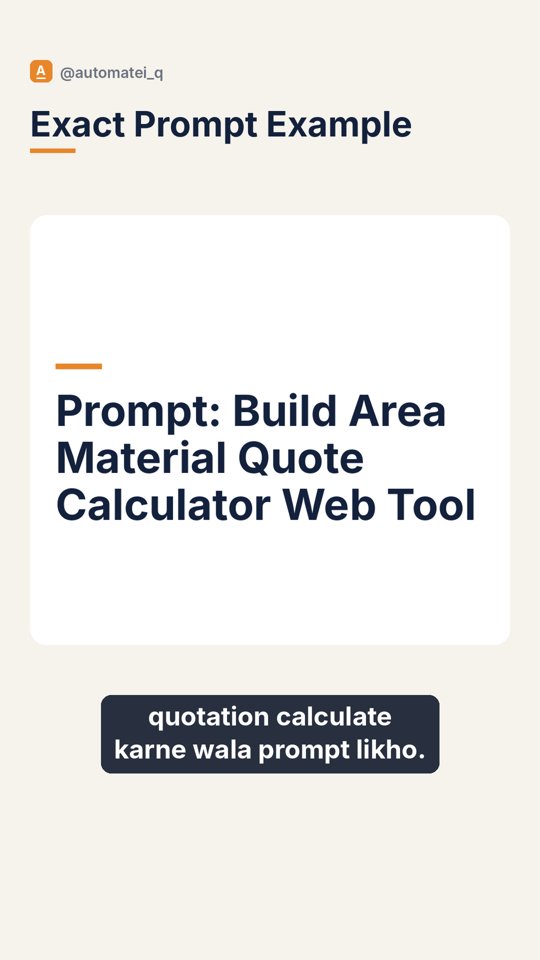 A
@automatei_q
Exact Prompt Example
Prompt: Build Area
Material Quote
Calculator Web Tool
quotation calculate
karne wala prompt likho.